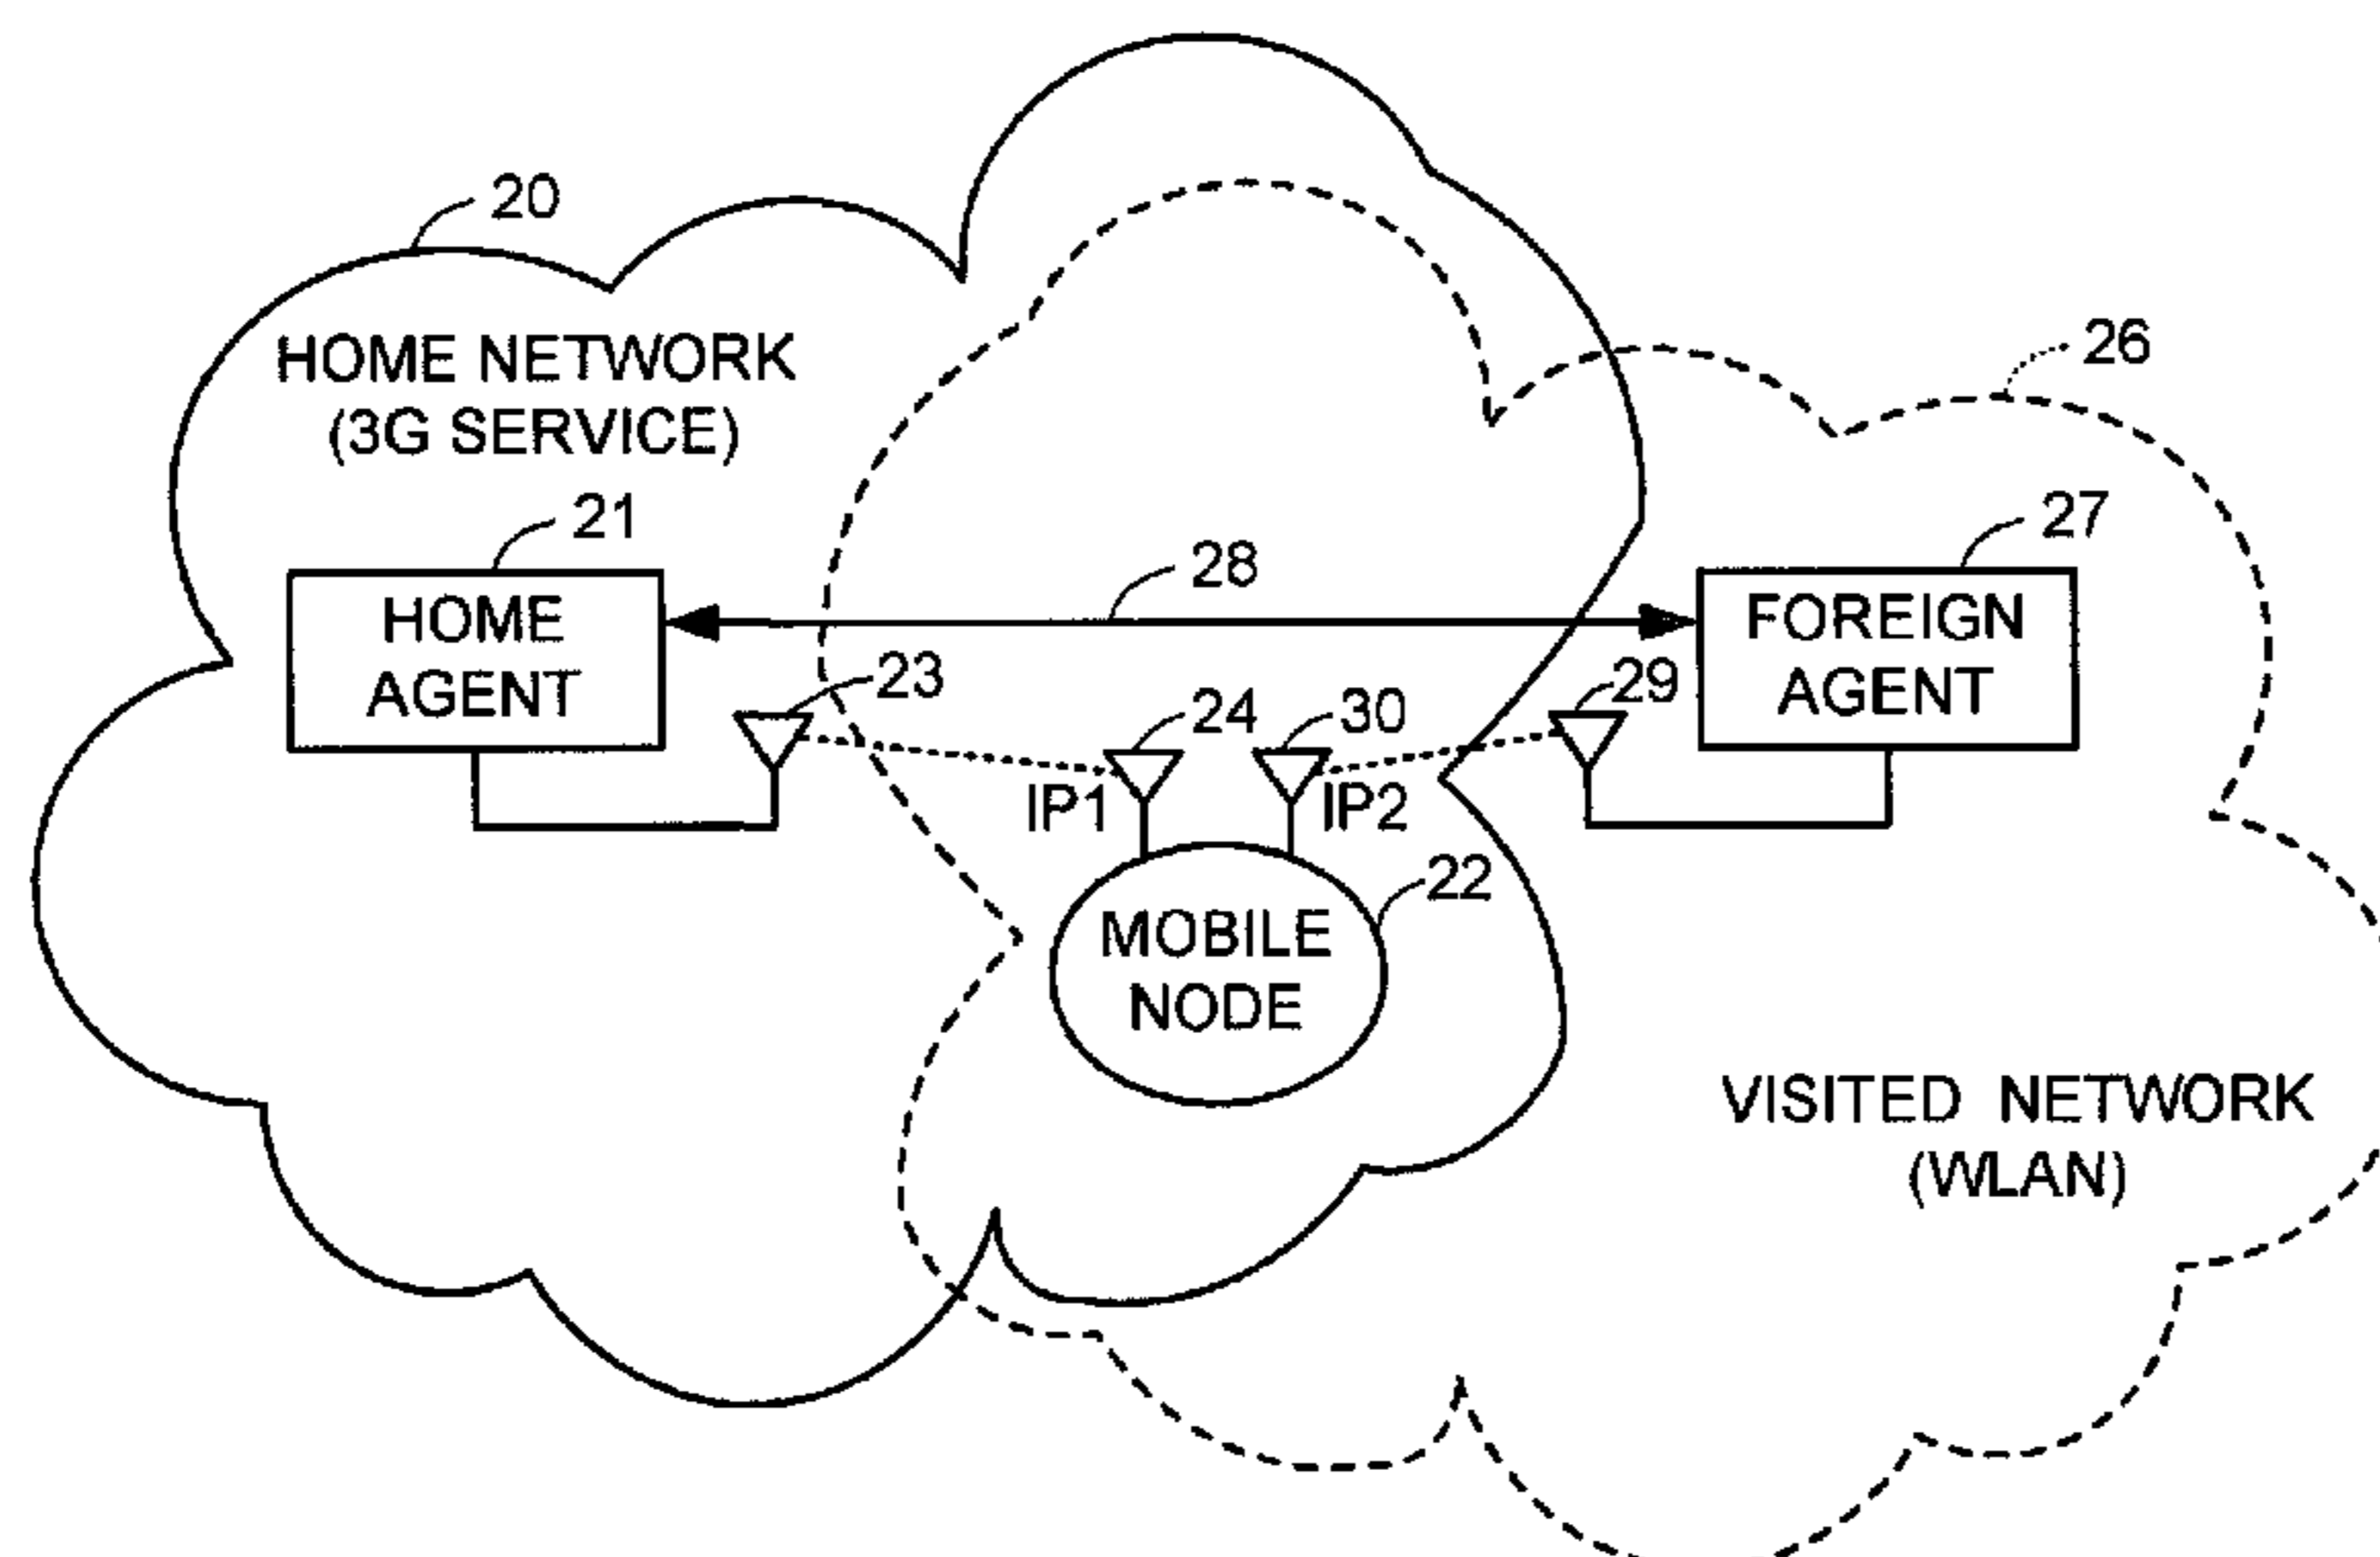 20
HOME NETWORK
(3G SERVICE)
26
21
27
28
HOME
AGENT
FOREIGN
AGENT
23
24
30
29
IP1
IP2
22
MOBILE
NODE
VISITED NETWORK
(WLAN)